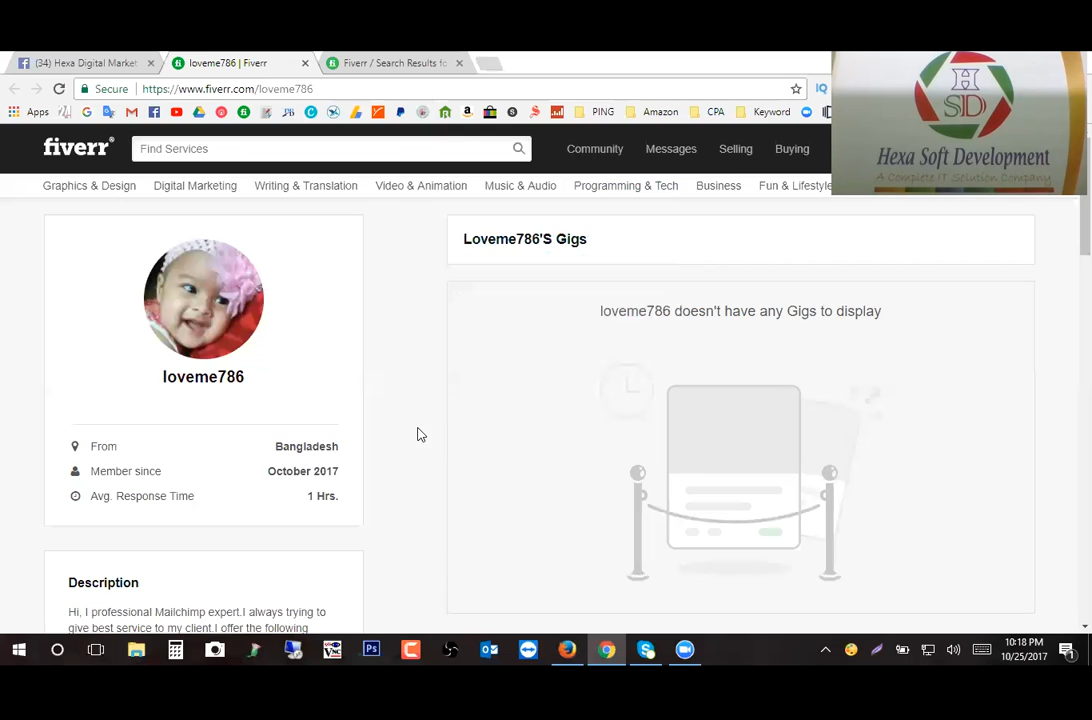 (34) Hexa Digital Market
loveme786 | Fiverr
Fiverr / Search Results fo
Secure
https://www.fiverr.com/loveme786
Apps
PING
Amazon
CPA
Keyword
HSD
Hexa Soft Development
A Complete IT Solution Company
fiverr
Find Services
Community
Messages
Selling
Buying
Graphics & Design
Digital Marketing
Writing & Translation
Video & Animation
Music & Audio
Programming & Tech
Business
Fun & Lifestyle
loveme786
From
Bangladesh
Member since
October 2017
Avg. Response Time
1 Hrs.
Description
Hi, I professional Mailchimp expert.I always trying to
give best service to my client.I offer the following
Loveme786'S Gigs
loveme786 doesn't have any Gigs to display
10:18 PM
10/25/2017